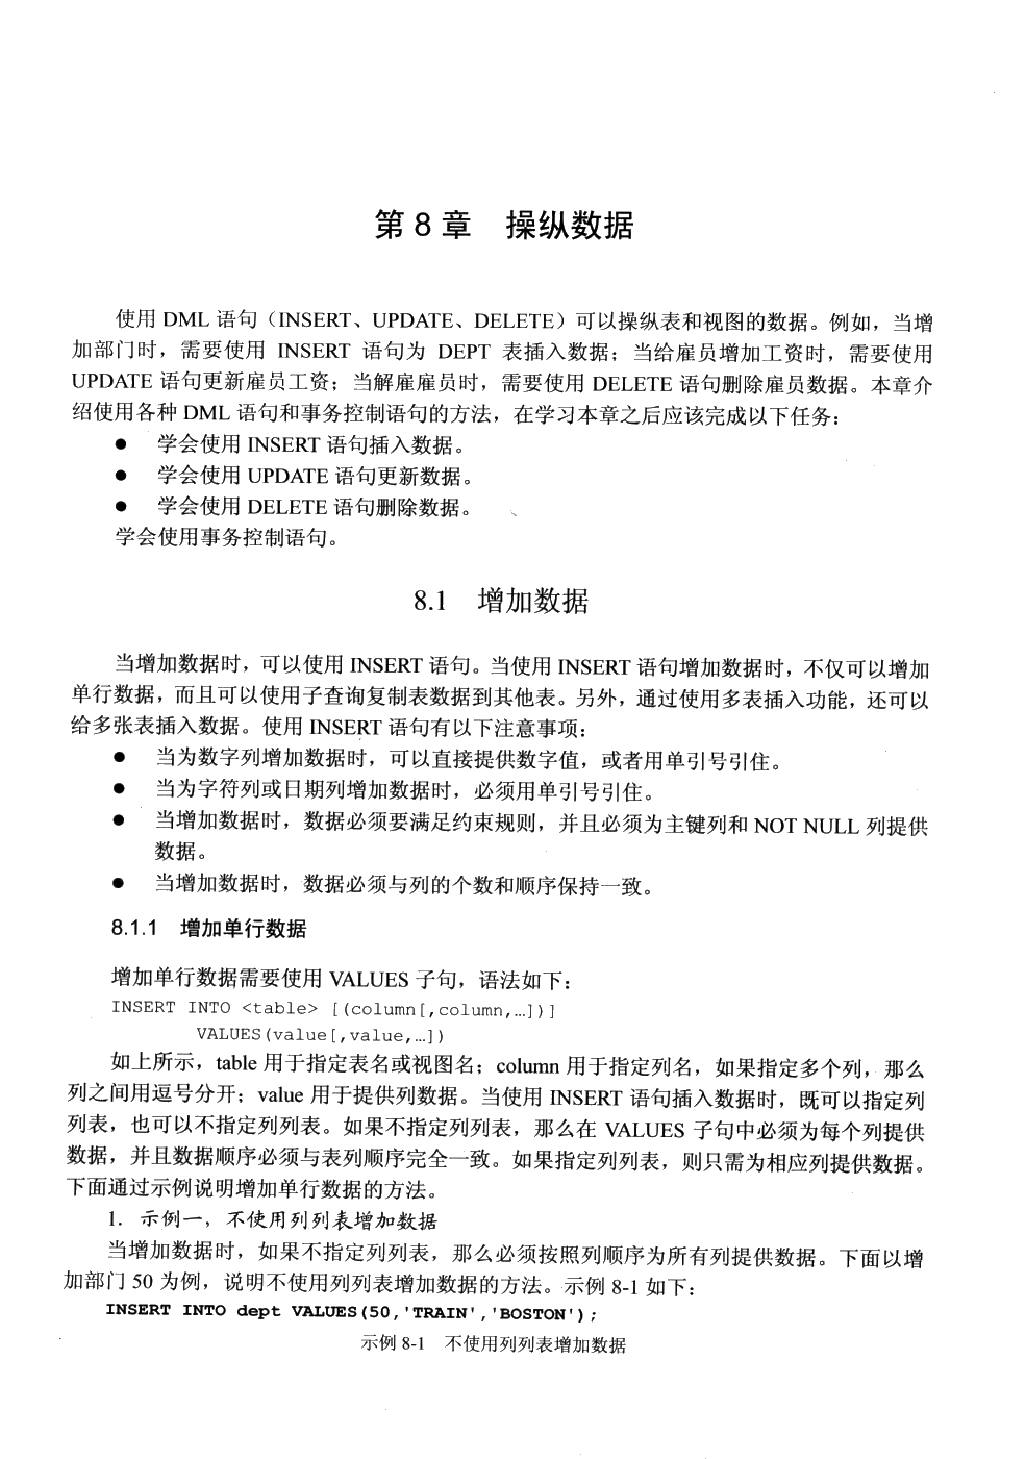 第 8 章　操纵数据
使用 DML 语句（INSERT、UPDATE、DELETE）可以操纵表和视图的数据。例如，当增
加部门时，需要使用 INSERT 语句为 DEPT 表插入数据；当给雇员增加工资时，需要使用
UPDATE 语句更新雇员工资；当解雇雇员时，需要使用 DELETE 语句删除雇员数据。本章介
绍使用各种 DML 语句和事务控制语句的方法，在学习本章之后应该完成以下任务：
● 学会使用 INSERT 语句插入数据。
● 学会使用 UPDATE 语句更新数据。
● 学会使用 DELETE 语句删除数据。
学会使用事务控制语句。
8.1　增加数据
当增加数据时，可以使用 INSERT 语句。当使用 INSERT 语句增加数据时，不仅可以增加
单行数据，而且可以使用子查询复制表数据到其他表。另外，通过使用多表插入功能，还可以
给多张表插入数据。使用 INSERT 语句有以下注意事项：
● 当为数字列增加数据时，可以直接提供数字值，或者用单引号引住。
● 当为字符列或日期列增加数据时，必须用单引号引住。
● 当增加数据时，数据必须要满足约束规则，并且必须为主键列和 NOT NULL 列提供
数据。
● 当增加数据时，数据必须与列的个数和顺序保持一致。
8.1.1　增加单行数据
增加单行数据需要使用 VALUES 子句，语法如下：
INSERT INTO <table> [(column[,column,…])]
VALUES(value[,value,…])
如上所示，table 用于指定表名或视图名；column 用于指定列名，如果指定多个列，那么
列之间用逗号分开；value 用于提供列数据。当使用 INSERT 语句插入数据时，既可以指定列
列表，也可以不指定列列表。如果不指定列列表，那么在 VALUES 子句中必须为每个列提供
数据，并且数据顺序必须与表列顺序完全一致。如果指定列列表，则只需为相应列提供数据。
下面通过示例说明增加单行数据的方法。
1．示例一，不使用列列表增加数据
当增加数据时，如果不指定列列表，那么必须按照列顺序为所有列提供数据。下面以增
加部门 50 为例，说明不使用列列表增加数据的方法。示例 8-1 如下：
INSERT INTO dept VALUES(50,'TRAIN','BOSTON');
示例 8-1　不使用列列表增加数据